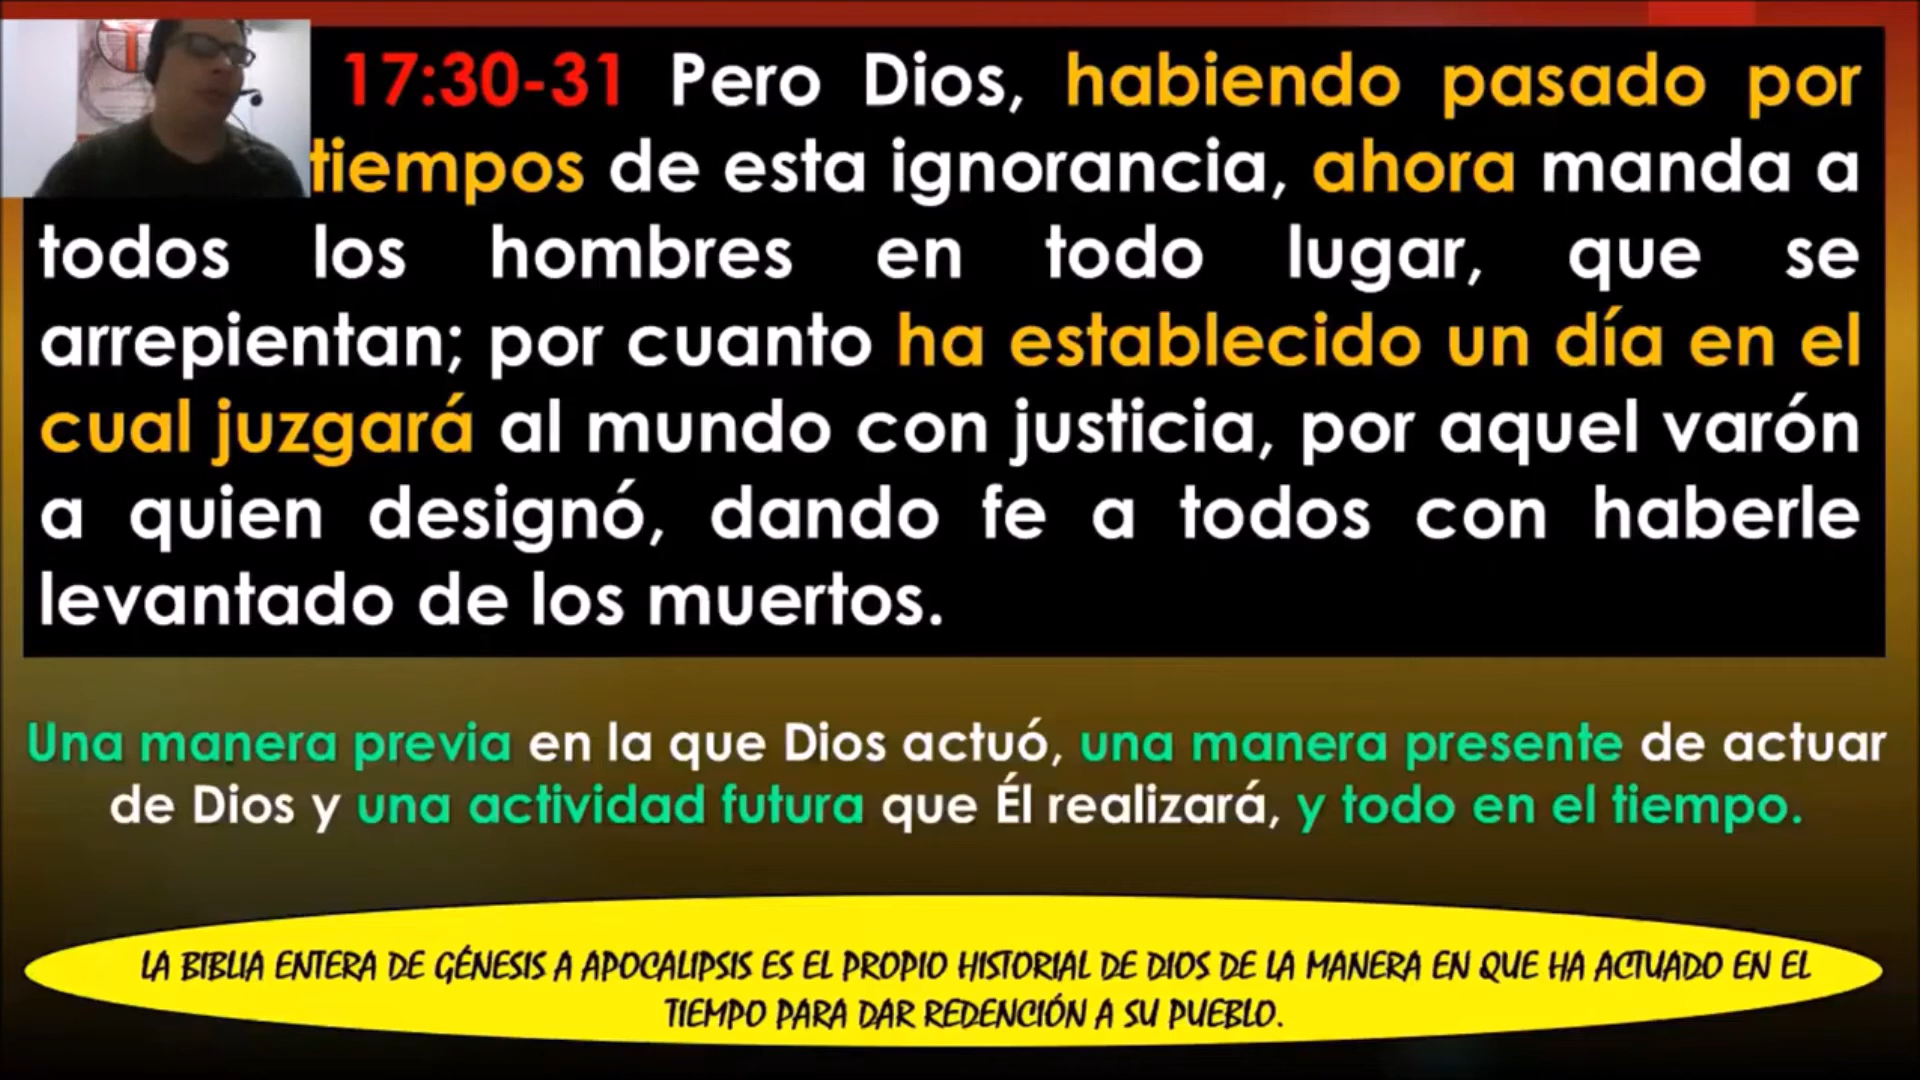 17:30-31 Pero Dios, habiendo pasado por
tiempos de esta ignorancia, ahora manda a
todos los hombres en todo lugar, que se
arrepientan; por cuanto ha establecido un día en el
cual juzgará al mundo con justicia, por aquel varón
a quien designó, dando fe a todos con haberle
levantado de los muertos.
Una manera previa en la que Dios actuó, una manera presente de actuar
de Dios y una actividad futura que Él realizará, y todo en el tiempo.
LA BIBLIA ENTERA DE GÉNESIS A APOCALIPSIS ES EL PROPIO HISTORIAL DE DIOS DE LA MANERA EN QUE HA ACTUADO EN EL
TIEMPO PARA DAR REDENCIÓN A SU PUEBLO.